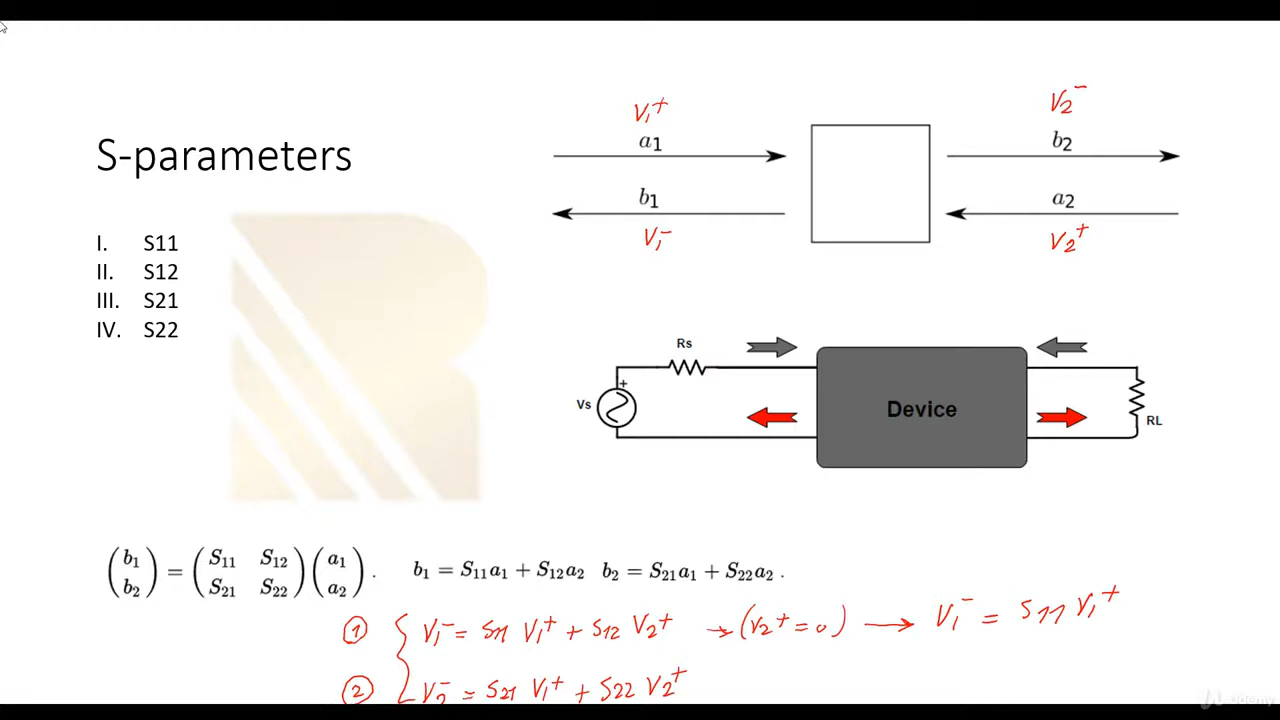 S-parameters
I. S11
II. S12
III. S21
IV. S22
V₁⁺
a₁
b₁
V₁⁻
V₂⁻
b₂
a₂
V₂⁺
Rs
Vs
+
Device
RL
(b₁ b₂) = (S₁₁ S₁₂ S₂₁ S₂₂)(a₁ a₂) . b₁ = S₁₁a₁ + S₁₂a₂ b₂ = S₂₁a₁ + S₂₂a₂ .
① { V₁⁻ = S11 V₁⁺ + S12 V₂⁺ → (V₂⁺ = 0) → V₁⁻ = S11 V₁⁺
② V₂⁻ = S21 V₁⁺ + S22 V₂⁺
Udemy